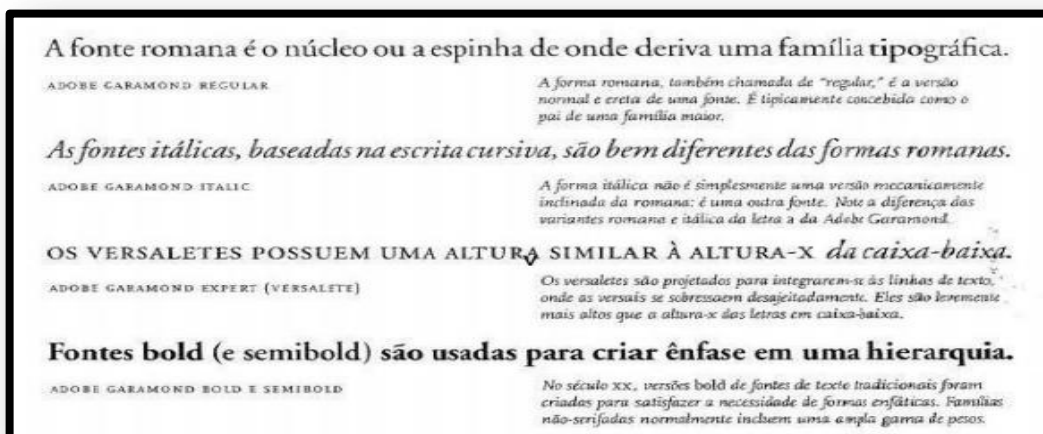 A fonte romana é o núcleo ou a espinha de onde deriva uma família tipográfica.
ADOBE GARAMOND REGULAR
A forma romana, também chamada de "regular," é a versão
normal e ereta de uma fonte. É tipicamente concebida como o
pai de uma família maior.
As fontes itálicas, baseadas na escrita cursiva, são bem diferentes das formas romanas.
ADOBE GARAMOND ITALIC
A forma itálica não é simplesmente uma versão mecanicamente
inclinada da romana: é uma outra fonte. Note a diferença das
variantes romana e itálica da letra a da Adobe Garamond.
OS VERSALETES POSSUEM UMA ALTURA SIMILAR À ALTURA-X da caixa-baixa.
ADOBE GARAMOND EXPERT (VERSALETE)
Os versaletes são projetados para integrarem-se às linhas de texto,
onde as versais se sobressaem desajeitadamente. Eles são levemente
mais altos que a altura-x das letras em caixa-baixa.
Fontes bold (e semibold) são usadas para criar ênfase em uma hierarquia.
ADOBE GARAMOND BOLD E SEMIBOLD
No século XX, versões bold de fontes de texto tradicionais foram
criadas para satisfazer a necessidade de formas enfáticas. Famílias
não-serifadas normalmente incluem uma ampla gama de pesos.